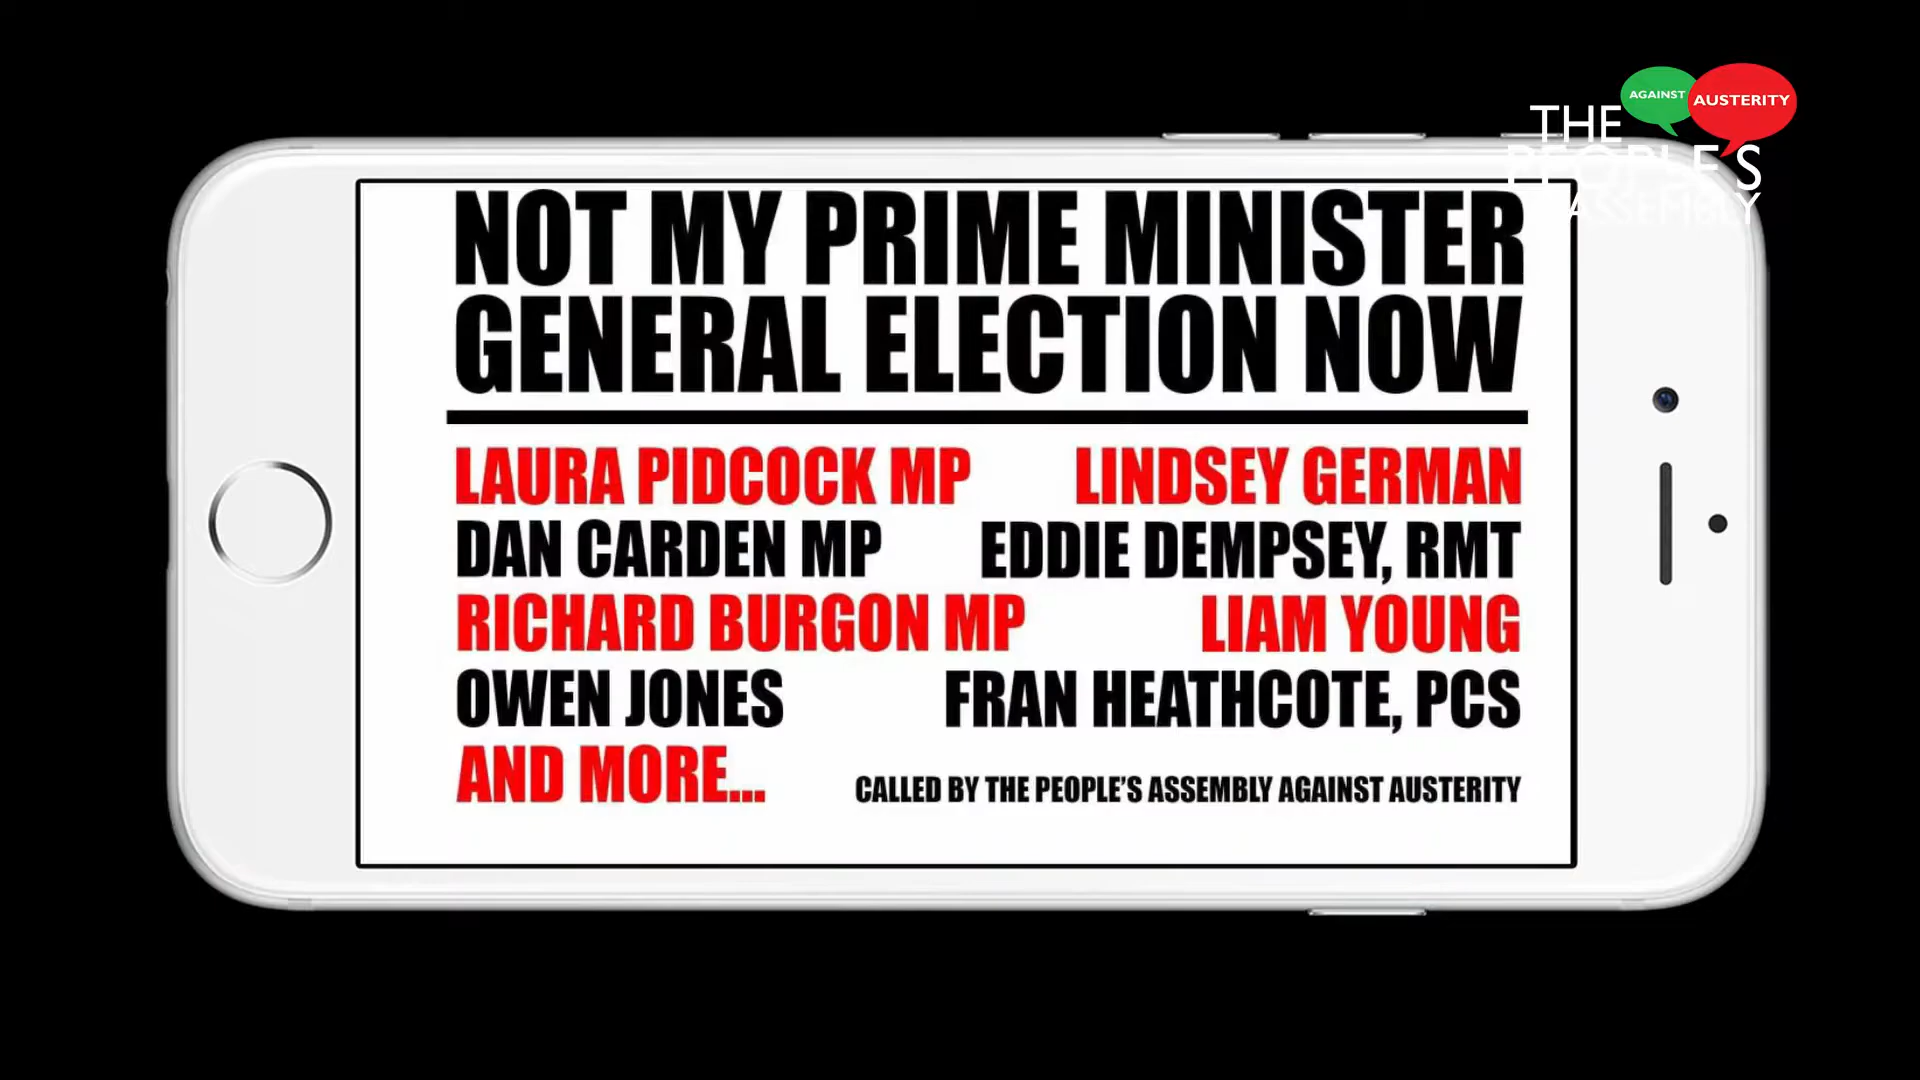 AGAINST AUSTERITY
THE
PEOPLE'S
ASSEMBLY
NOT MY PRIME MINISTER
GENERAL ELECTION NOW
LAURA PIDCOCK MP LINDSEY GERMAN
DAN CARDEN MP EDDIE DEMPSEY, RMT
RICHARD BURGON MP LIAM YOUNG
OWEN JONES FRAN HEATHCOTE, PCS
AND MORE...
CALLED BY THE PEOPLE'S ASSEMBLY AGAINST AUSTERITY